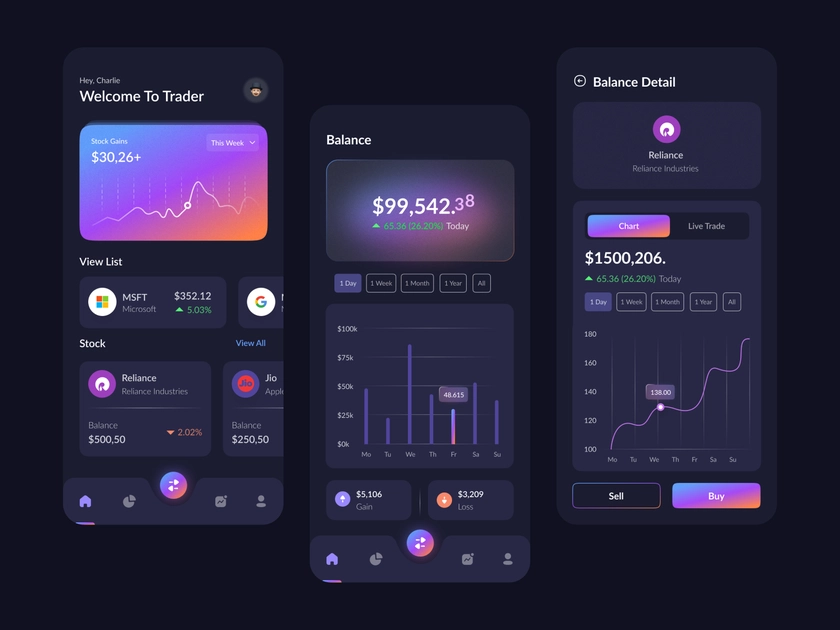 Hey, Charlie
Welcome To Trader
Stock Gains
This Week
$30,26+
View List
MSFT
Microsoft
$352.12
5.03%
Stock
View All
Reliance
Reliance Industries
Balance
$500,50
2.02%
Jio
Balance
$250,50
Balance
$99,542.38
65.36 (26.20%) Today
1 Day
1 Week
1 Month
1 Year
All
$100k
$75k
$50k
$25k
$0k
48.615
Mo Tu We Th Fr Sa Su
$5,106
Gain
$3,209
Loss
Balance Detail
Reliance
Reliance Industries
Chart
Live Trade
$1500,206.
65.36 (26.20%) Today
1 Day
1 Week
1 Month
1 Year
All
180
160
140
120
100
138.00
Mo Tu We Th Fr Sa Su
Sell
Buy